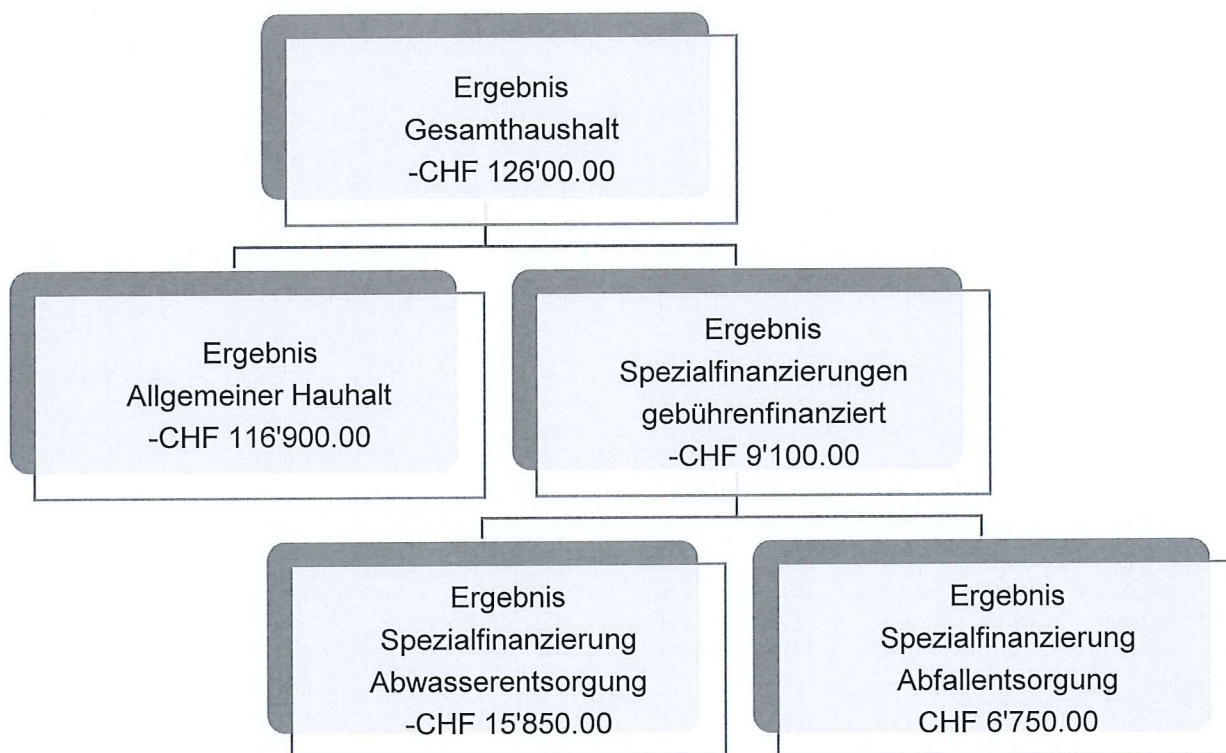 Ergebnis
Gesamthaushalt
-CHF 126'00.00
Ergebnis
Allgemeiner Hauhalt
-CHF 116'900.00
Ergebnis
Spezialfinanzierungen
gebührenfinanziert
-CHF 9'100.00
Ergebnis
Spezialfinanzierung
Abwasserentsorgung
-CHF 15'850.00
Ergebnis
Spezialfinanzierung
Abfallentsorgung
CHF 6'750.00